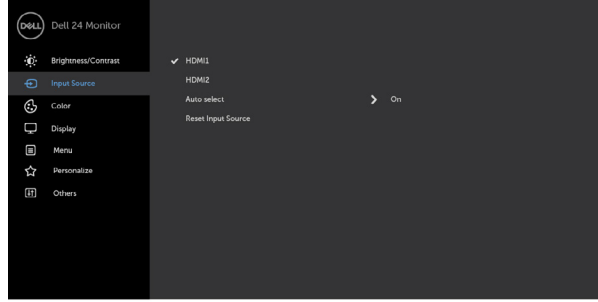 DELL Dell 24 Monitor
Brightness/Contrast
Input Source
Color
Display
Menu
Personalize
Others
HDMI1
HDMI2
Auto select On
Reset Input Source